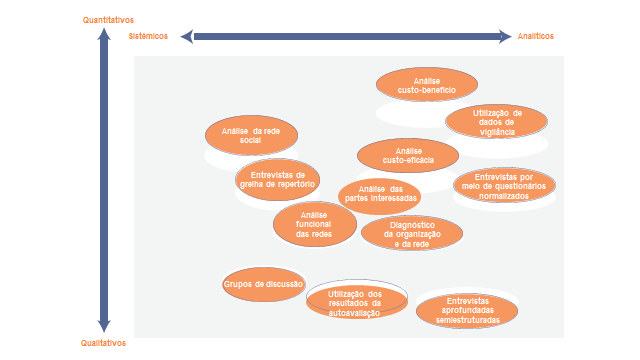 Quantitativos
Sistémicos
Analíticos
Análise
custo-benefício
Utilização de
dados de
vigilância
Análise da rede
social
Análise
custo-eficácia
Entrevistas de
grelha de repertório
Entrevistas por
meio de questionários
normalizados
Análise das
partes interessadas
Análise
funcional
das redes
Diagnóstico
da organização
e da rede
Grupos de discussão
Utilização dos
resultados da
autoavaliação
Entrevistas
aprofundadas
semiestruturadas
Qualitativos